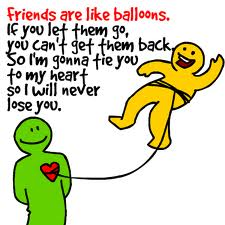 Friends are like balloons.
If you let them go,
you can't get them back.
So I'm gonna tie you
to my heart
so I will never
lose you.